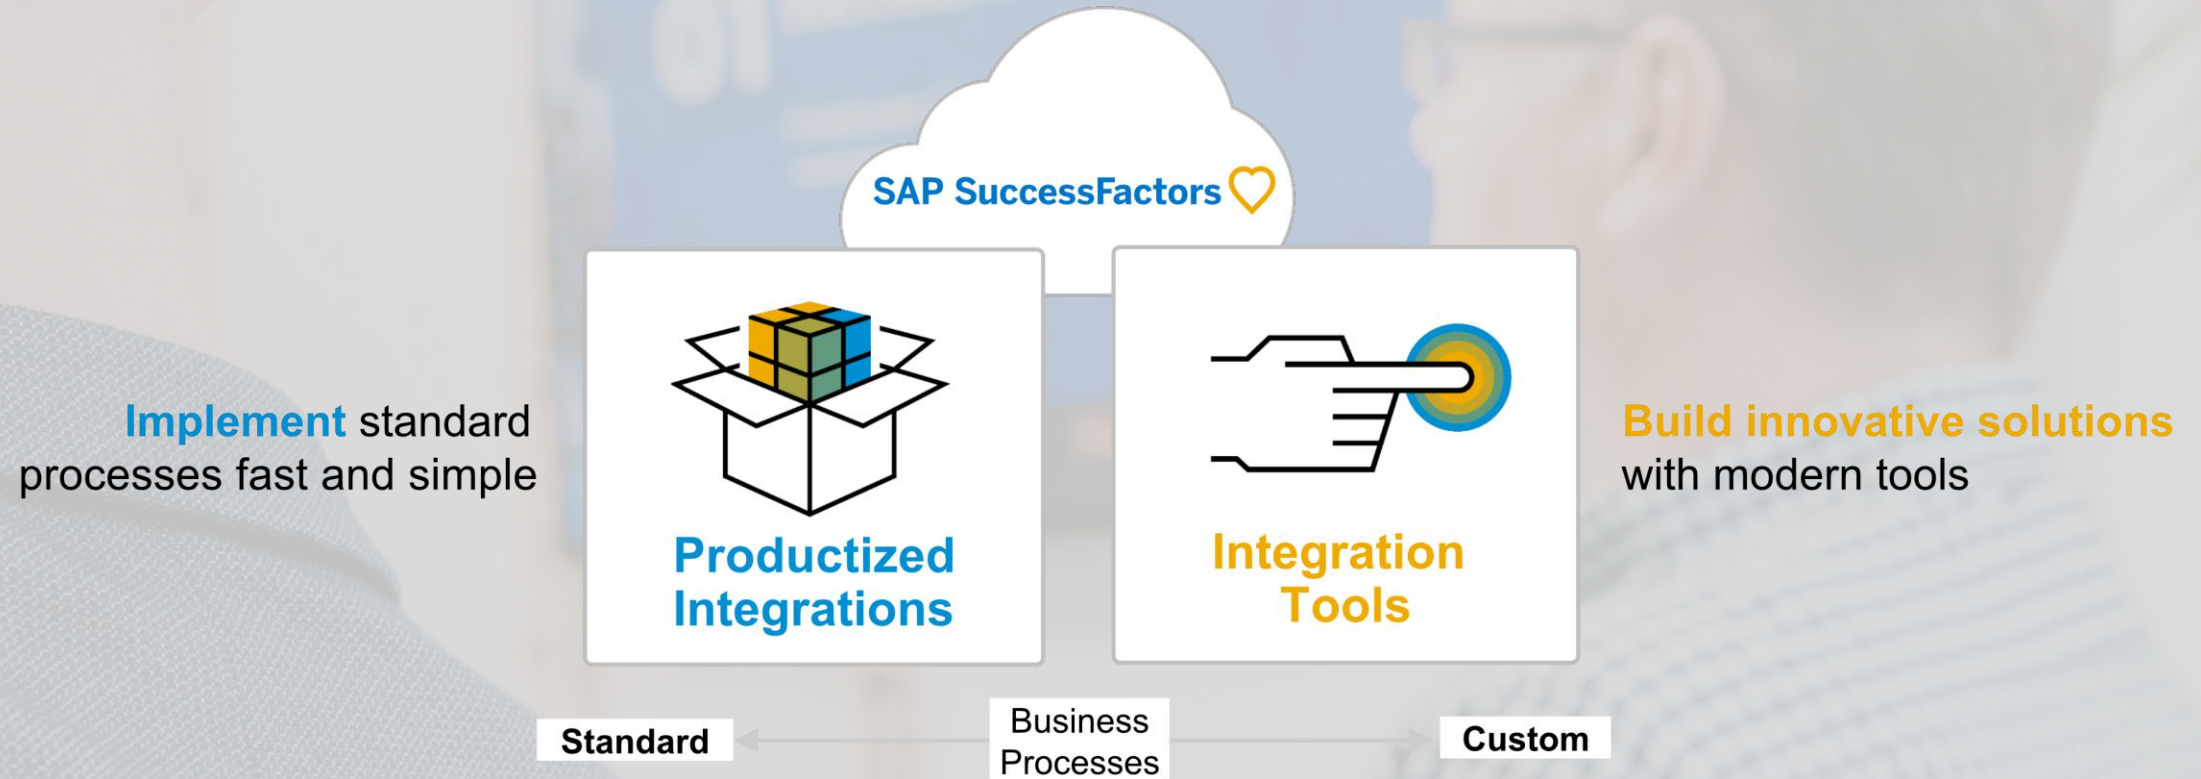 SAP SuccessFactors
Implement standard
processes fast and simple
Productized
Integrations
Integration
Tools
Build innovative solutions
with modern tools
Standard
Business
Processes
Custom